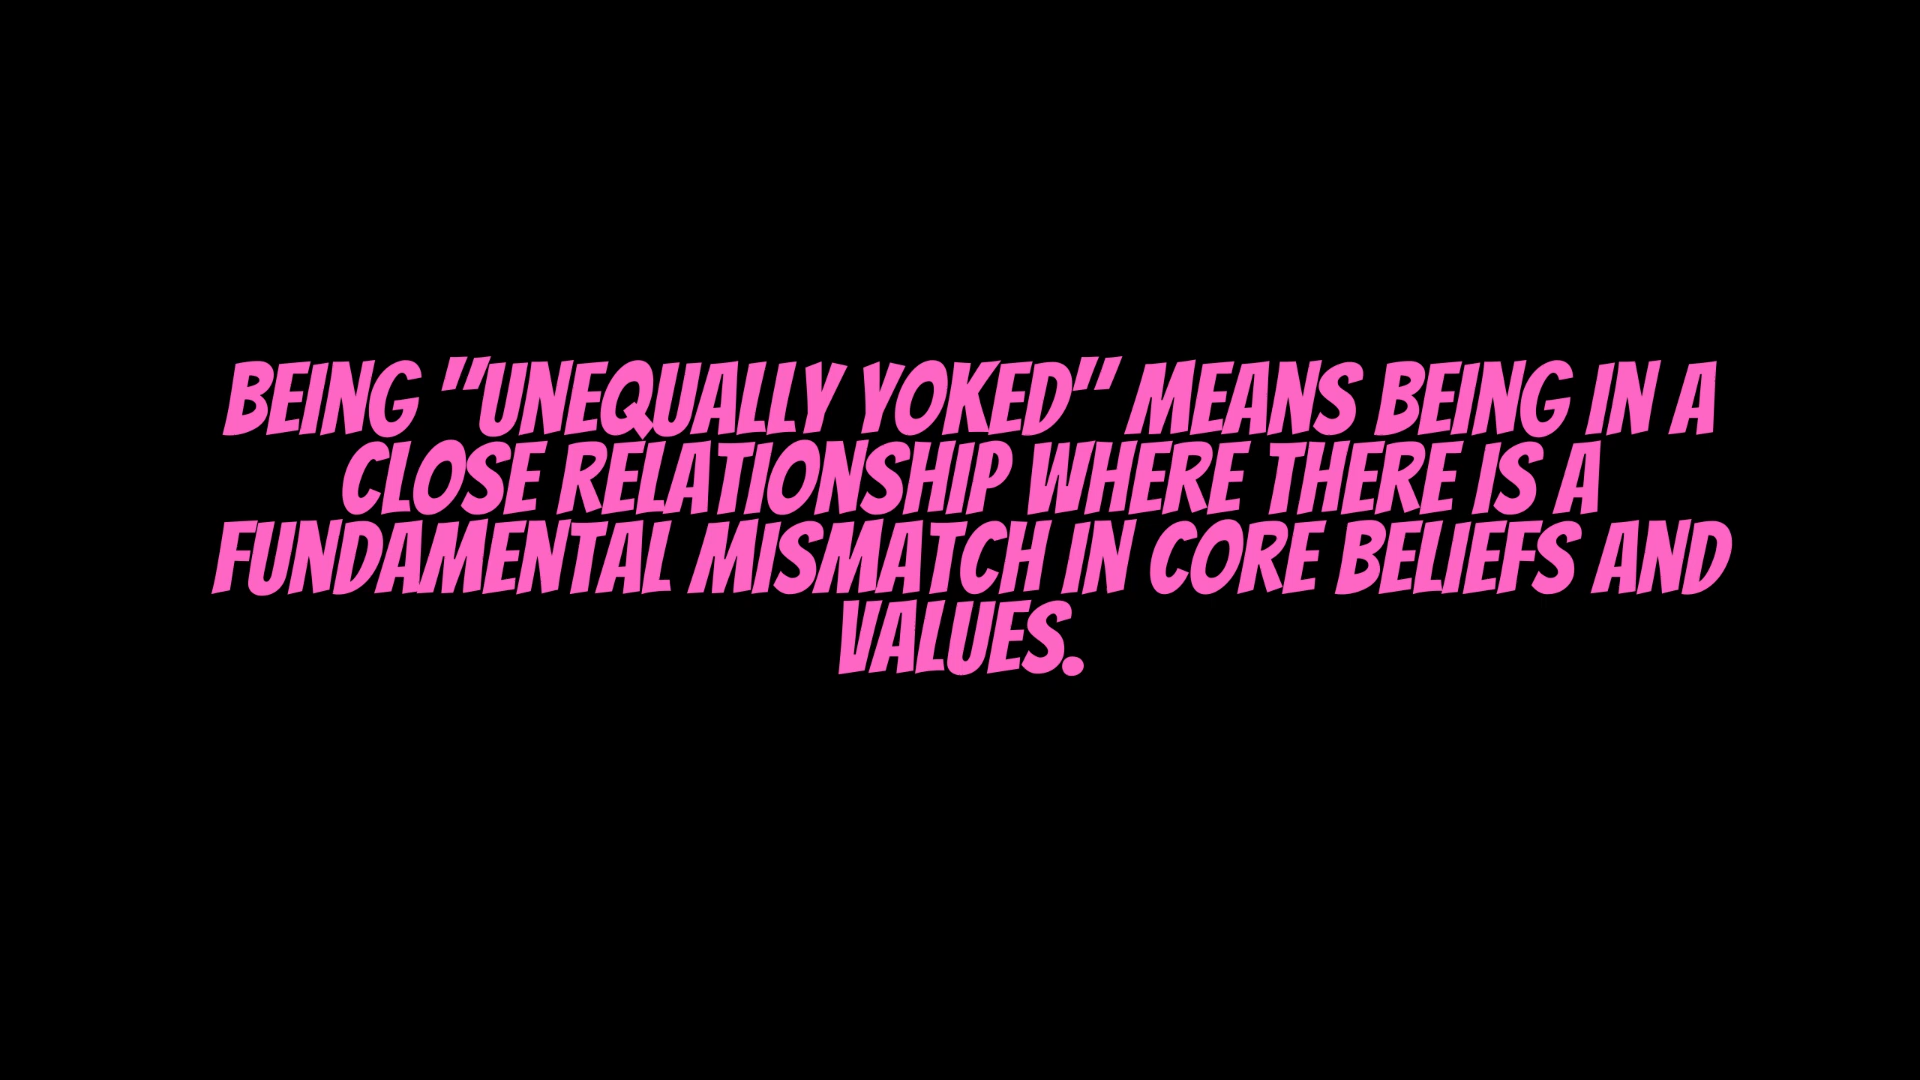 BEING "UNEQUALLY YOKED" MEANS BEING IN A
CLOSE RELATIONSHIP WHERE THERE IS A
FUNDAMENTAL MISMATCH IN CORE BELIEFS AND
VALUES.